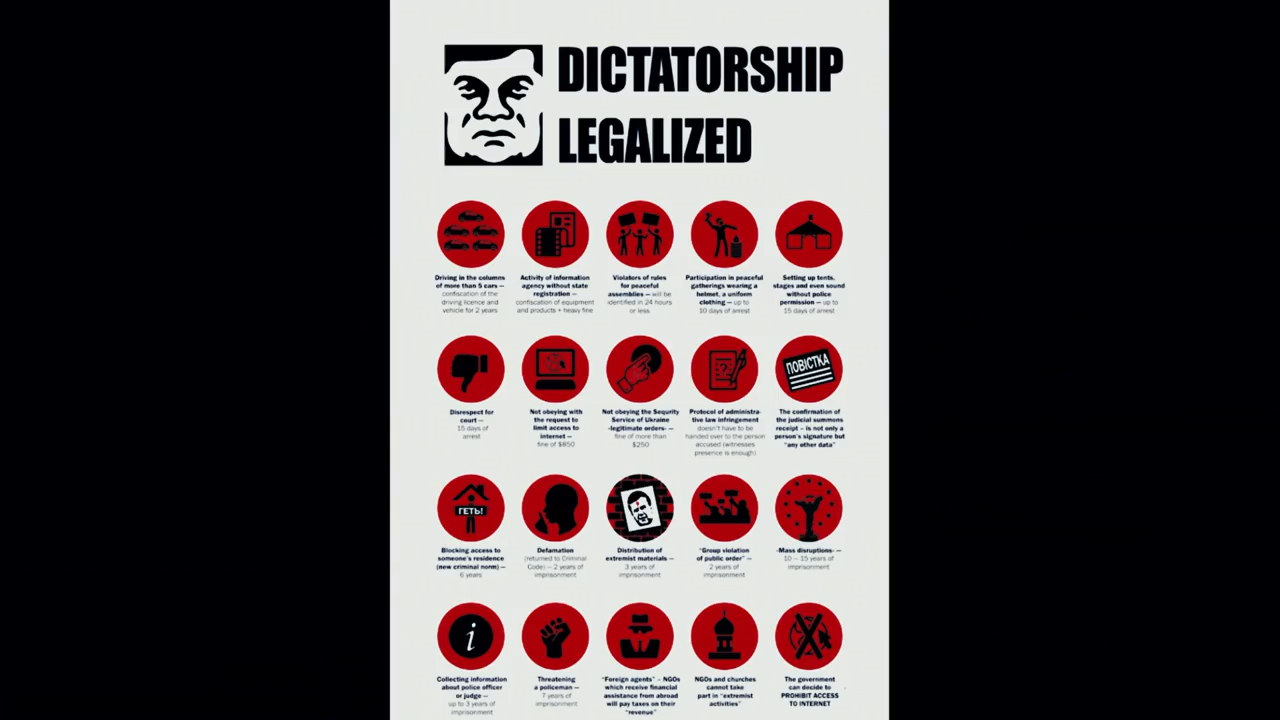 DICTATORSHIP
LEGALIZED
Driving in the columns
of more than 5 cars —
confiscation of the
driving licence and
vehicle for 2 years
Activity of information
agency without state
registration —
confiscation of equipment
and products + heavy fine
Violators of rules
for peaceful
assemblies — will be
identified in 24 hours
or less
Participation in peaceful
gatherings wearing a
helmet, a uniform
clothing — up to
10 days of arrest
Setting up tents,
stages and even sound
without police
permission — up to
15 days of arrest
ПОВІСТКА
Disrespect for
court —
15 days of
arrest
Not obeying with
the request to
limit access to
internet —
fine of $850
Not obeying the Sequrity
Service of Ukraine
-legitimate orders- —
fine of more than
$250
Protocol of administra-
tive law infringement
doesn't have to be
handed over to the person
accused (witnesses
presence is enough)
The confirmation of
the judicial summons
receipt – is not only a
person's signature but
"any other data"
ГЕТЬ!
Blocking access to
someone's residence
(new criminal norm) —
6 years
Defamation
(returned to Criminal
Code) — 2 years of
imprisonment
Distribution of
extremist materials —
3 years of
imprisonment
"Group violation
of public order" —
2 years of
imprisonment
-Mass disruptions- —
10 — 15 years of
imprisonment
i
Collecting information
about police officer
or judge —
up to 3 years of
imprisonment
Threatening
a policeman —
7 years of
imprisonment
"Foreign agents" – NGOs
which receive financial
assistance from abroad
will pay taxes on their
"revenue"
NGOs and churches
cannot take
part in "extremist
activities"
The government
can decide to
PROHIBIT ACCESS
TO INTERNET